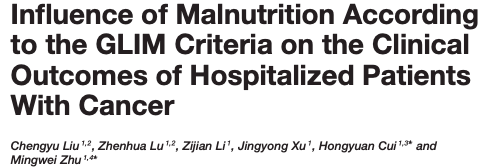 Influence of Malnutrition According
to the GLIM Criteria on the Clinical
Outcomes of Hospitalized Patients
With Cancer
Chengyu Liu 1,2, Zhenhua Lu 1,2, Zijian Li 1, Jingyong Xu 1, Hongyuan Cui 1,3* and
Mingwei Zhu 1,4*